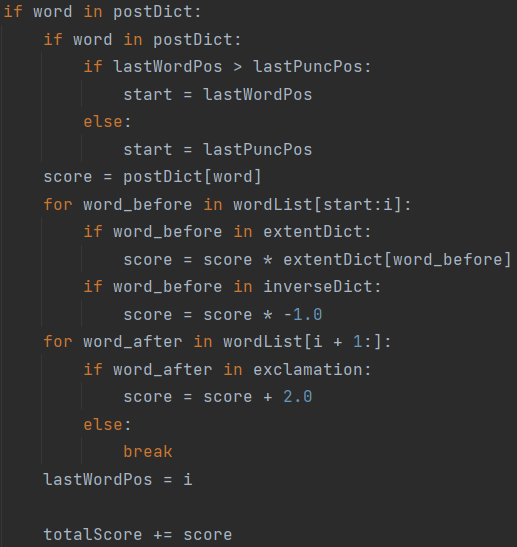 if word in postDict:
    if word in postDict:
        if lastWordPos > lastPuncPos:
            start = lastWordPos
        else:
            start = lastPuncPos
    score = postDict[word]
    for word_before in wordList[start:i]:
        if word_before in extentDict:
            score = score * extentDict[word_before]
        if word_before in inverseDict:
            score = score * -1.0
    for word_after in wordList[i + 1:]:
        if word_after in exclamation:
            score = score + 2.0
        else:
            break
    lastWordPos = i

    totalScore += score